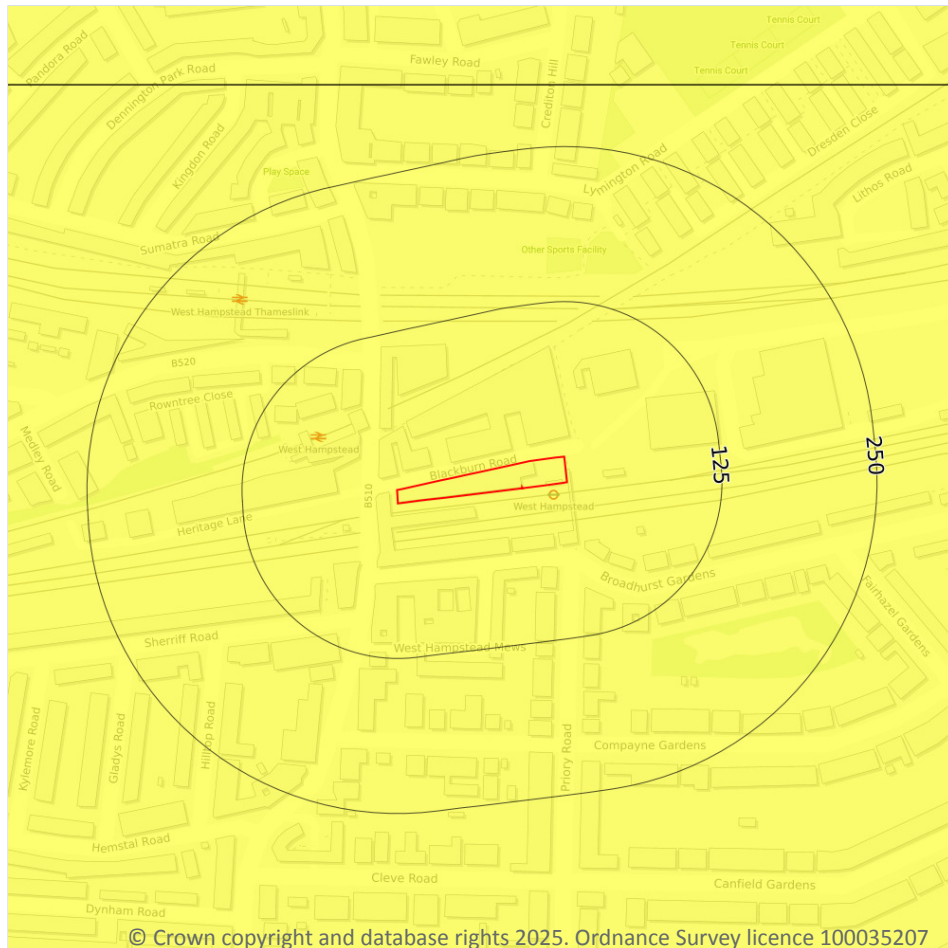 Tennis Court
Tennis Court
Tennis Court
Pandora Road
Fawley Road
Dennington Park Road
Crediton Hill
Kingdon Road
Play Space
Lymington Road
Dresden Close
Lithos Road
Sumatra Road
Other Sports Facility
West Hampstead Thameslink
B520
Rowntree Close
Medley Road
West Hampstead
Blackburn Road
125
250
B510
West Hampstead
Heritage Lane
Broadhurst Gardens
Fairhazel Gardens
Sherriff Road
West Hampstead Mews
Kylemore Road
Gladys Road
Hilltop Road
Priory Road
Compayne Gardens
Hemstal Road
Cleve Road
Canfield Gardens
Dynham Road
© Crown copyright and database rights 2025. Ordnance Survey licence 100035207